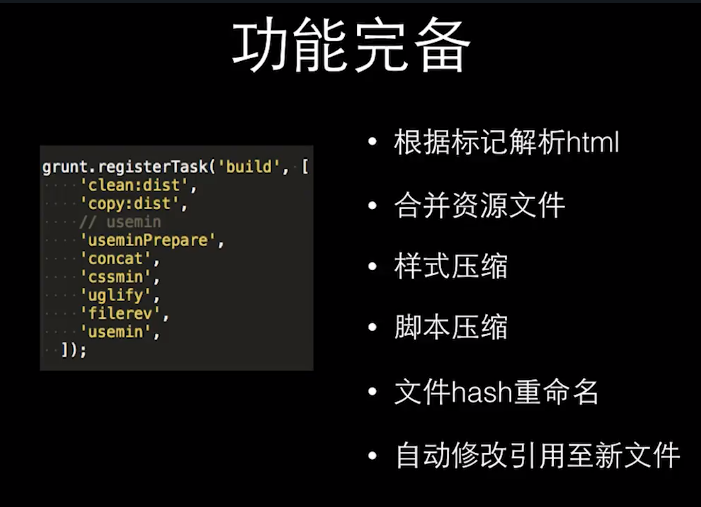 功能完备
grunt.registerTask('build', [
'clean:dist',
'copy:dist',
// usemin
'useminPrepare',
'concat',
'cssmin',
'uglify',
'filerev',
'usemin',
]);
• 根据标记解析html
• 合并资源文件
• 样式压缩
• 脚本压缩
• 文件hash重命名
• 自动修改引用至新文件